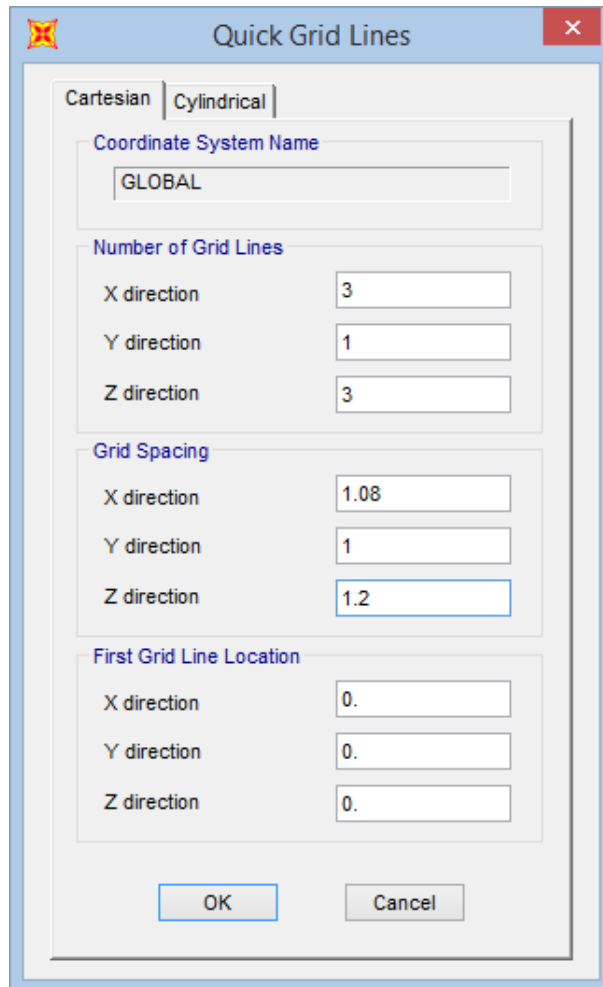 Quick Grid Lines
Cartesian Cylindrical
Coordinate System Name
GLOBAL
Number of Grid Lines
X direction 3
Y direction 1
Z direction 3
Grid Spacing
X direction 1.08
Y direction 1
Z direction 1.2
First Grid Line Location
X direction 0.
Y direction 0.
Z direction 0.
OK Cancel